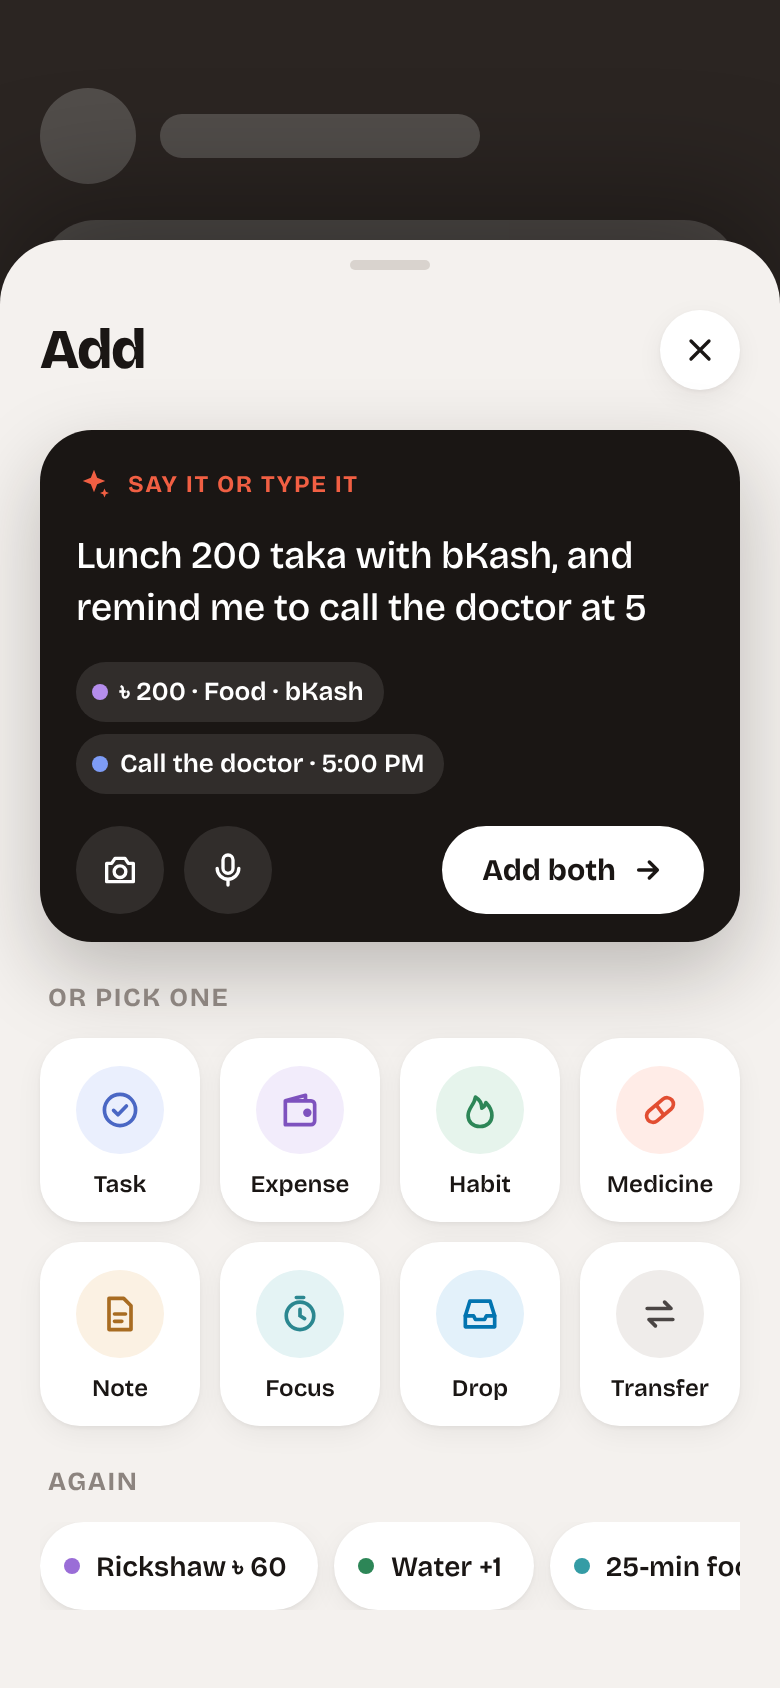 Add
SAY IT OR TYPE IT
Lunch 200 taka with bKash, and
remind me to call the doctor at 5
৳ 200 · Food · bKash
Call the doctor · 5:00 PM
Add both
OR PICK ONE
Task
Expense
Habit
Medicine
Note
Focus
Drop
Transfer
AGAIN
Rickshaw ৳ 60
Water +1
25-min